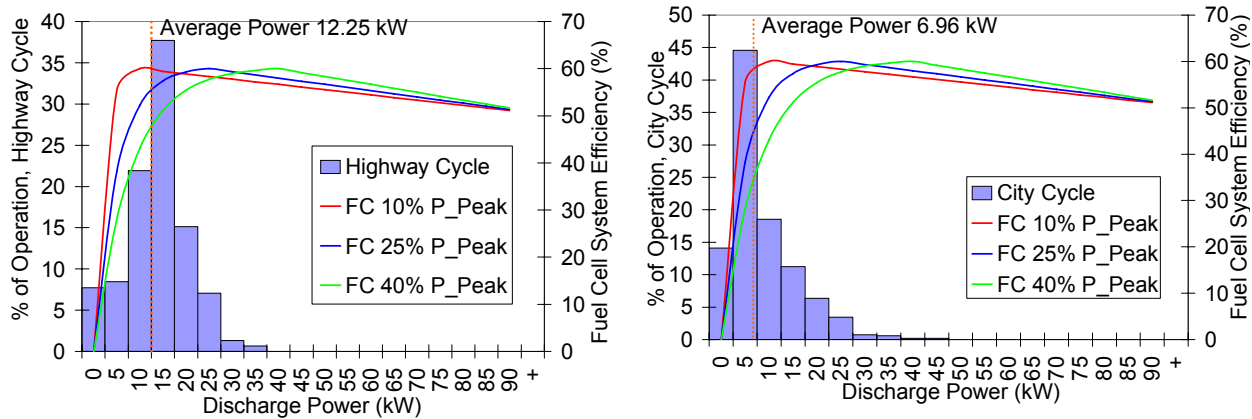 Average Power 12.25 kW
% of Operation, Highway Cycle
40
35
30
25
20
15
10
5
0
70
60
50
40
30
20
10
0
Fuel Cell System Efficiency (%)
Highway Cycle
FC 10% P_Peak
FC 25% P_Peak
FC 40% P_Peak
0 5 10 15 20 25 30 35 40 45 50 55 60 65 70 75 80 85 90 +
Discharge Power (kW)
Average Power 6.96 kW
% of Operation, City Cycle
50
45
40
35
30
25
20
15
10
5
0
70
60
50
40
30
20
10
0
Fuel Cell System Efficiency (%)
City Cycle
FC 10% P_Peak
FC 25% P_Peak
FC 40% P_Peak
0 5 10 15 20 25 30 35 40 45 50 55 60 65 70 75 80 85 90 +
Discharge Power (kW)